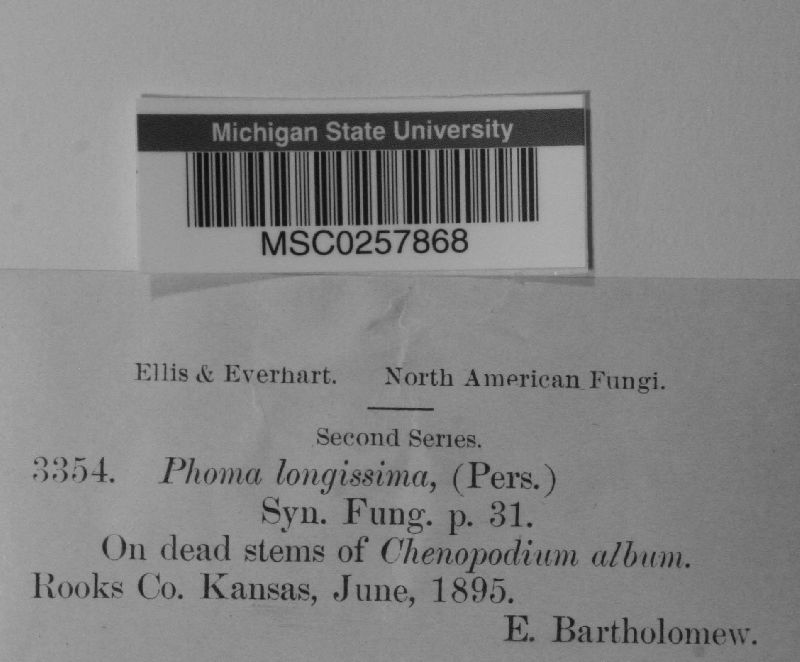 Michigan State University
MSC0257868
Ellis & Everhart. North American Fungi.
Second Series.
3354. Phoma longissima, (Pers.)
Syn. Fung. p. 31.
On dead stems of Chenopodium album.
Rooks Co. Kansas, June, 1895.
E. Bartholomew.